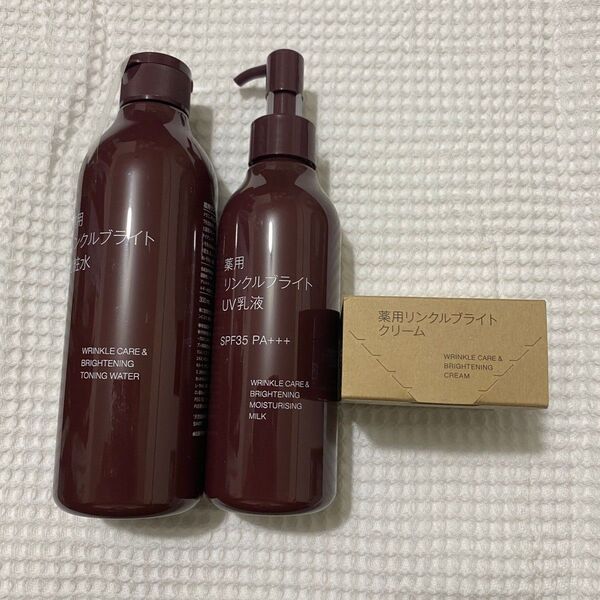 用
ンクルブライト
粧水
WRINKLE CARE &
BRIGHTENING
TONING WATER
薬用
リンクルブライト
UV乳液
SPF35 PA+++
WRINKLE CARE &
BRIGHTENING
MOISTURISING
MILK
薬用リンクルブライト
クリーム
WRINKLE CARE &
BRIGHTENING
CREAM